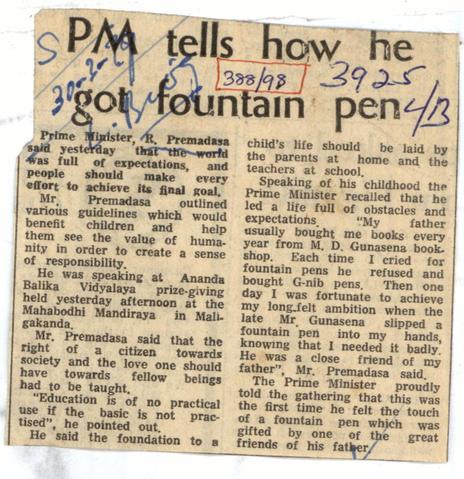 PM tells how he
got fountain pen
388/98
3925
4/B
Prime Minister, R. Premadasa
said yesterday that the world
was full of expectations, and
people should make every
effort to achieve its final goal.
Mr. Premadasa outlined
various guidelines which would
benefit children and help
them see the value of huma-
nity in order to create a sense
of responsibility.
He was speaking at Ananda
Balika Vidyalaya prize-giving
held yesterday afternoon at the
Mahabodhi Mandiraya in Mali-
gakanda.
Mr. Premadasa said that the
right of a citizen towards
society and the love one should
have towards fellow beings
had to be taught.
"Education is of no practical
use if the basic is not prac-
tised", he pointed out.
He said the foundation to a
child's life should be laid by
the parents at home and the
teachers at school.
Speaking of his childhood the
Prime Minister recalled that he
led a life full of obstacles and
expectations. "My father
usually bought me books every
year from M. D. Gunasena book-
shop. Each time I cried for
fountain pens he refused and
bought G-nib pens. Then one
day I was fortunate to achieve
my long-felt ambition when the
late Mr. Gunasena slipped a
fountain pen into my hands,
knowing that I needed it badly.
He was a close friend of my
father", Mr. Premadasa said.
The Prime Minister proudly
told the gathering that this was
the first time he felt the touch
of a fountain pen which was
gifted by one of the great
friends of his father.